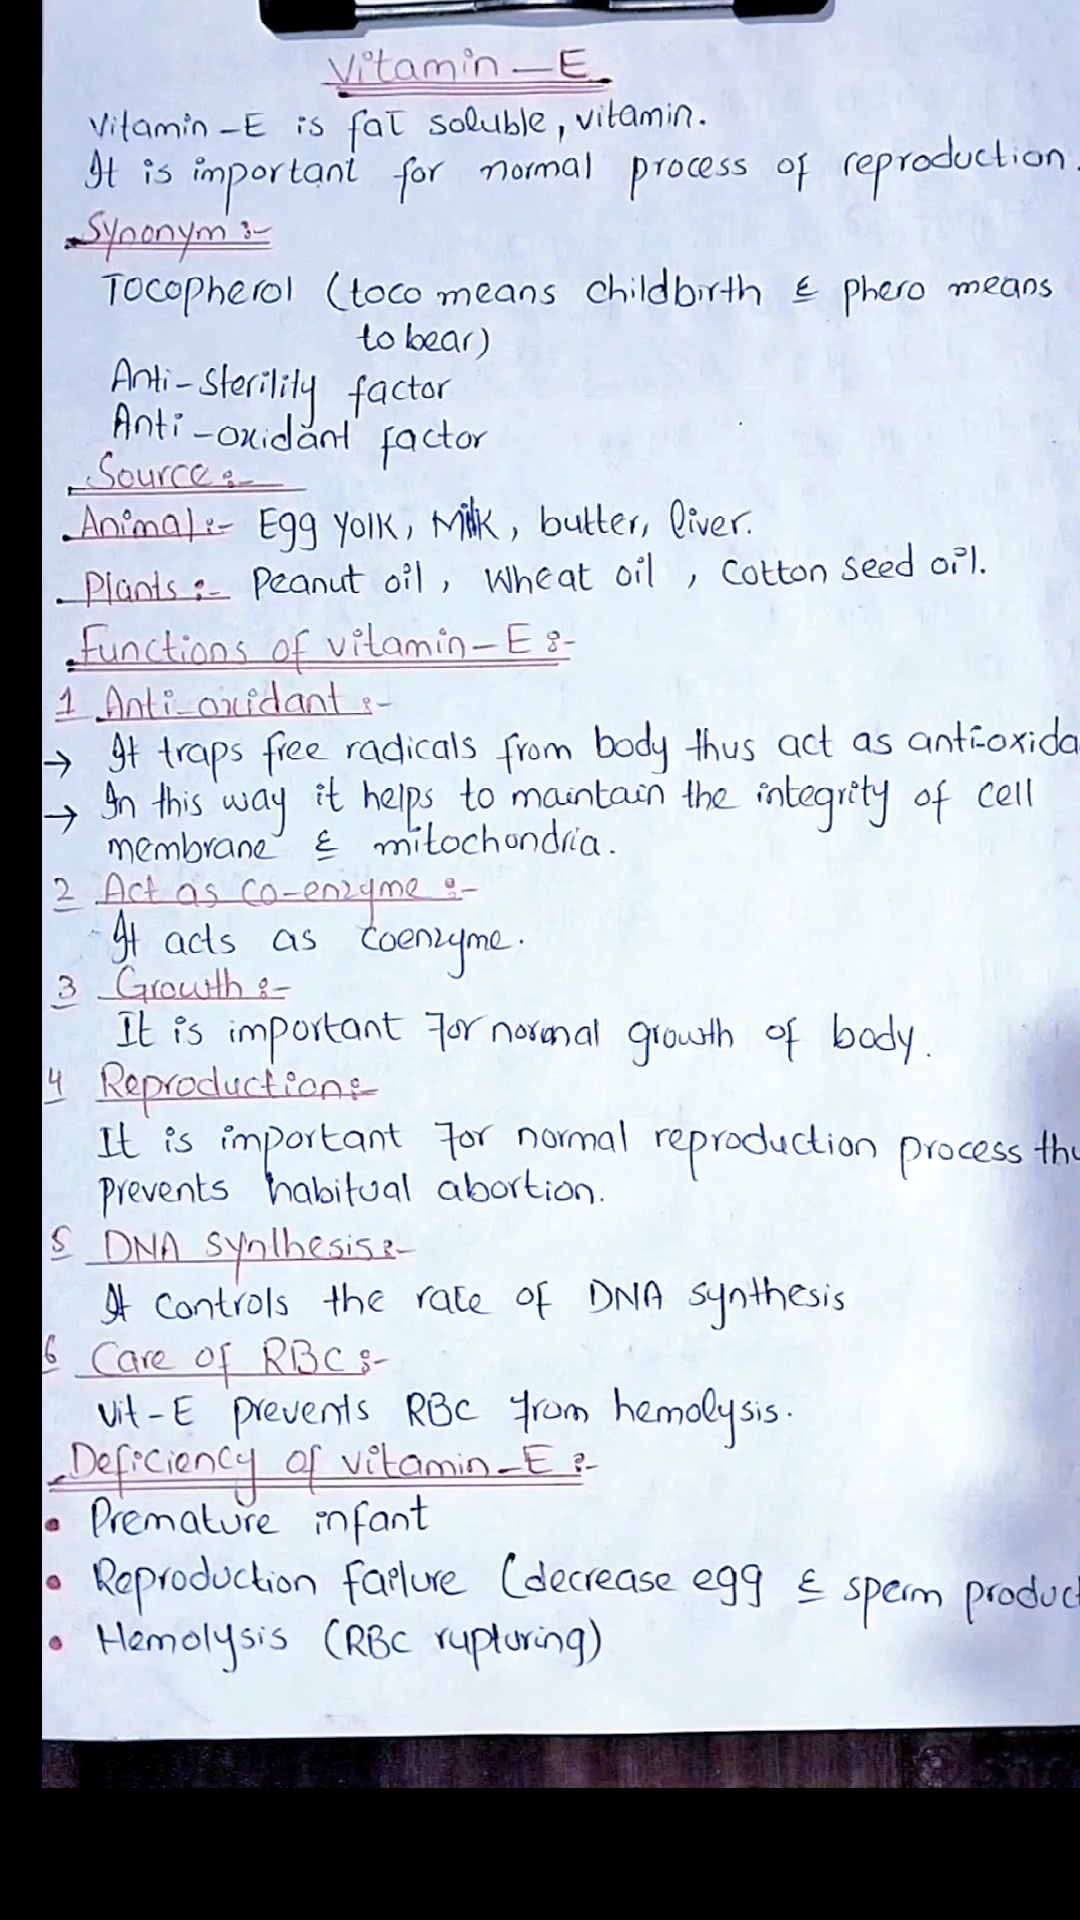 Vitamin – E
Vitamin – E is fat soluble, vitamin.
It is important for normal process of reproduction.
Synonym :-
Tocopherol (toco means childbirth & phero means
to bear)
Anti-sterility factor
Anti-oxidant factor
Source :-
Animal :- Egg yolk, Milk, butter, liver.
Plants :- Peanut oil, Wheat oil, Cotton seed oil.
Functions of vitamin – E :-
1 Anti-oxidant :-
→ It traps free radicals from body thus act as anti-oxida
→ In this way it helps to maintain the integrity of cell
membrane & mitochondria.
2 Act as co-enzyme :-
It acts as coenzyme.
3 Growth :-
It is important for normal growth of body.
4 Reproduction :-
It is important for normal reproduction process thu
prevents habitual abortion.
5 DNA synthesis :-
It controls the rate of DNA synthesis
6 Care of RBC :-
Vit – E prevents RBC from hemolysis.
Deficiency of vitamin – E :-
• Premature infant
• Reproduction failure (decrease egg & sperm product
• Hemolysis (RBC rupturing)